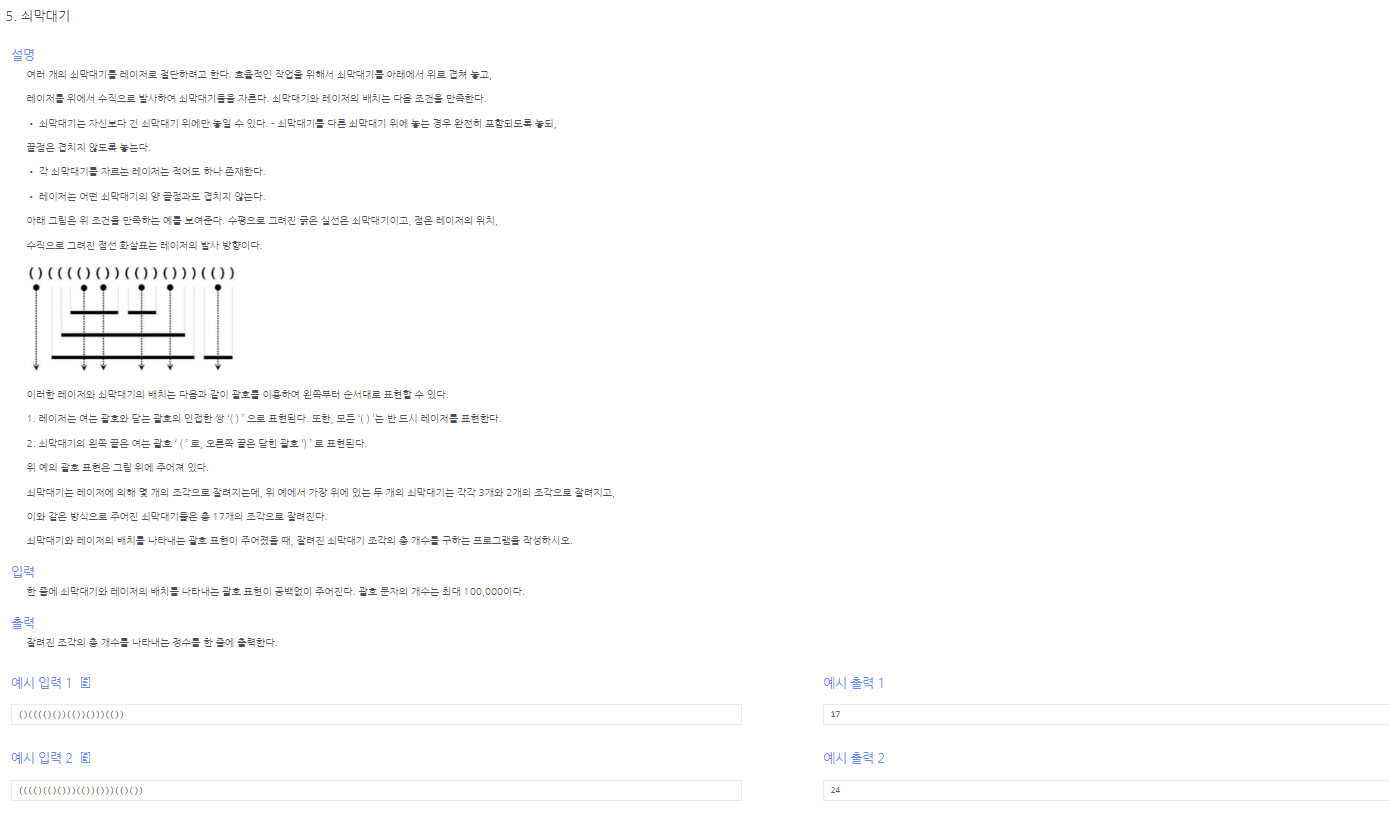 5. 쇠막대기
설명
여러 개의 쇠막대기를 레이저로 절단하려고 한다. 효율적인 작업을 위해서 쇠막대기를 아래에서 위로 겹쳐 놓고,
레이저를 위에서 수직으로 발사하여 쇠막대기들을 자른다. 쇠막대기와 레이저의 배치는 다음 조건을 만족한다.
• 쇠막대기는 자신보다 긴 쇠막대기 위에만 놓일 수 있다. - 쇠막대기를 다른 쇠막대기 위에 놓는 경우 완전히 포함되도록 놓되,
끝점은 겹치지 않도록 놓는다.
• 각 쇠막대기를 자르는 레이저는 적어도 하나 존재한다.
• 레이저는 어떤 쇠막대기의 양 끝점과도 겹치지 않는다.
아래 그림은 위 조건을 만족하는 예를 보여준다. 수평으로 그려진 굵은 실선은 쇠막대기이고, 점은 레이저의 위치,
수직으로 그려진 점선 화살표는 레이저의 발사 방향이다.
()(((()())(())()))(())
이러한 레이저와 쇠막대기의 배치는 다음과 같이 괄호를 이용하여 왼쪽부터 순서대로 표현할 수 있다.
1. 레이저는 여는 괄호와 닫는 괄호의 인접한 쌍 ‘( ) ’ 으로 표현된다. 또한, 모든 ‘( ) ’는 반 드시 레이저를 표현한다.
2. 쇠막대기의 왼쪽 끝은 여는 괄호 ‘ ( ’ 로, 오른쪽 끝은 닫힌 괄호 ‘) ’ 로 표현된다.
위 예의 괄호 표현은 그림 위에 주어져 있다.
쇠막대기는 레이저에 의해 몇 개의 조각으로 잘려지는데, 위 예에서 가장 위에 있는 두 개의 쇠막대기는 각각 3개와 2개의 조각으로 잘려지고,
이와 같은 방식으로 주어진 쇠막대기들은 총 17개의 조각으로 잘려진다.
쇠막대기와 레이저의 배치를 나타내는 괄호 표현이 주어졌을 때, 잘려진 쇠막대기 조각의 총 개수를 구하는 프로그램을 작성하시오.
입력
한 줄에 쇠막대기와 레이저의 배치를 나타내는 괄호 표현이 공백없이 주어진다. 괄호 문자의 개수는 최대 100,000이다.
출력
잘려진 조각의 총 개수를 나타내는 정수를 한 줄에 출력한다.
예시 입력 1
예시 출력 1
()(((()())(())()))(())
17
예시 입력 2
예시 출력 2
(((()(()()))(())()))(()())
24